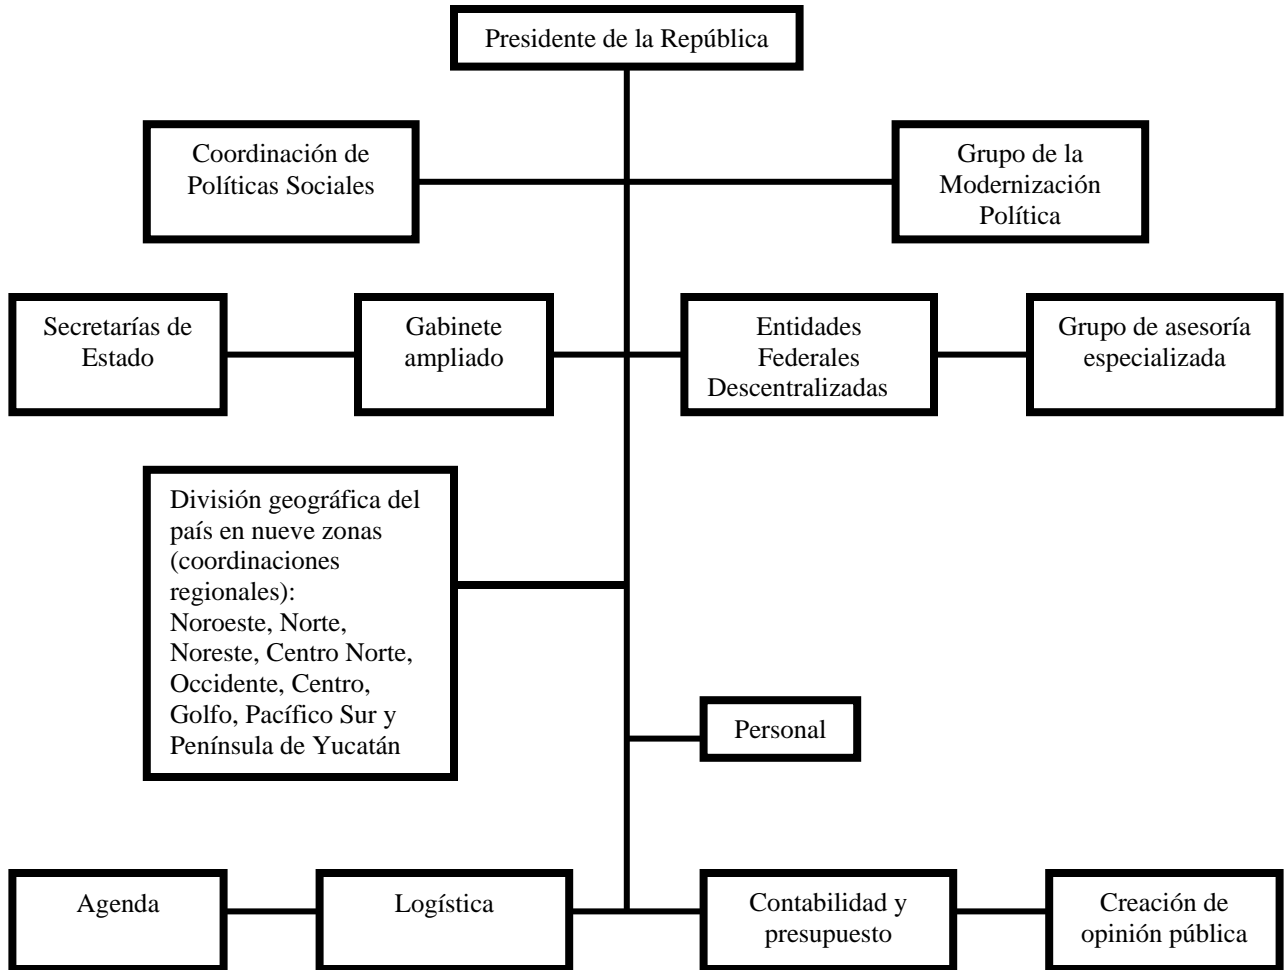 Presidente de la República
Coordinación de
Políticas Sociales
Grupo de la
Modernización
Política
Secretarías de
Estado
Gabinete
ampliado
Entidades
Federales
Descentralizadas
Grupo de asesoría
especializada
División geográfica del
país en nueve zonas
(coordinaciones
regionales):
Noroeste, Norte,
Noreste, Centro Norte,
Occidente, Centro,
Golfo, Pacífico Sur y
Península de Yucatán
Personal
Agenda
Logística
Contabilidad y
presupuesto
Creación de
opinión pública